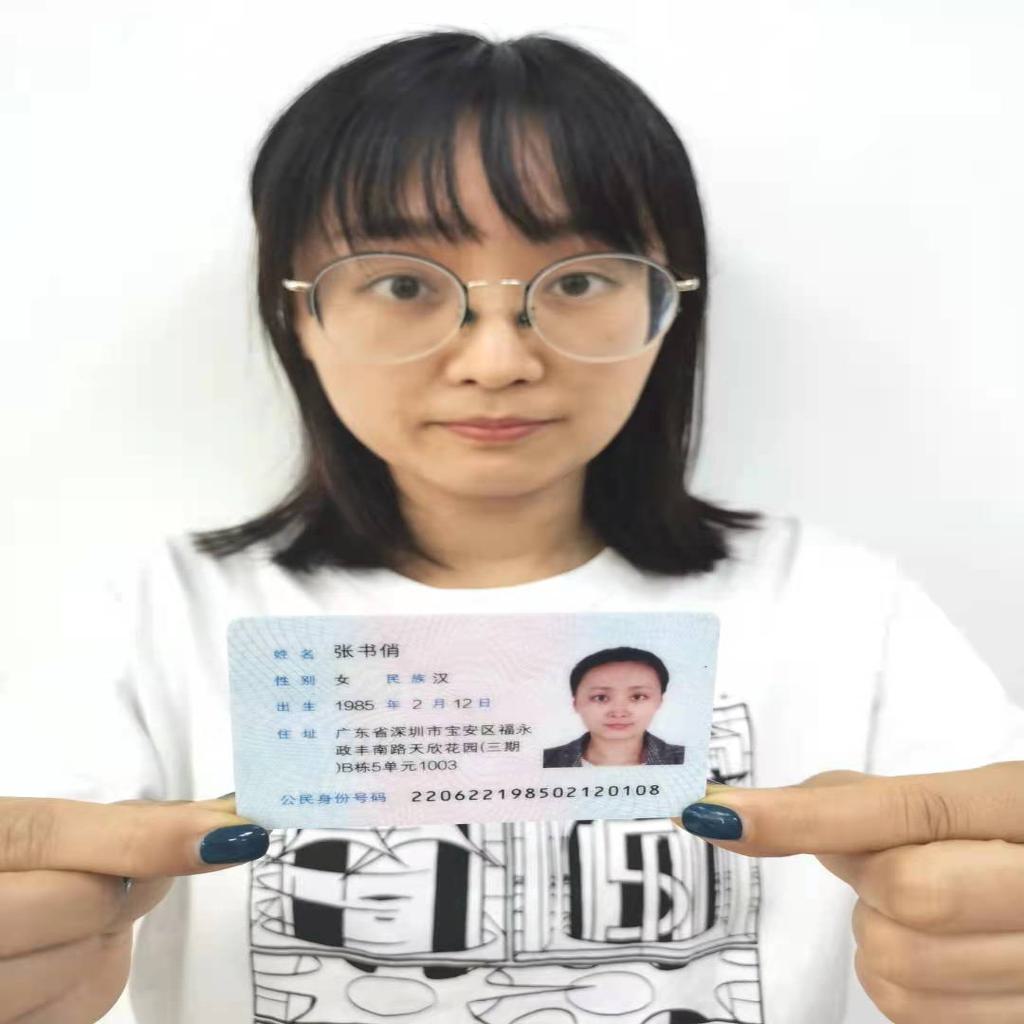 姓名 张书俏
性别 女 民族 汉
出生 1985 年 2 月 12 日
住址 广东省深圳市宝安区福永
政丰南路天欣花园(三期
)B栋5单元1003
公民身份号码 220622198502120108